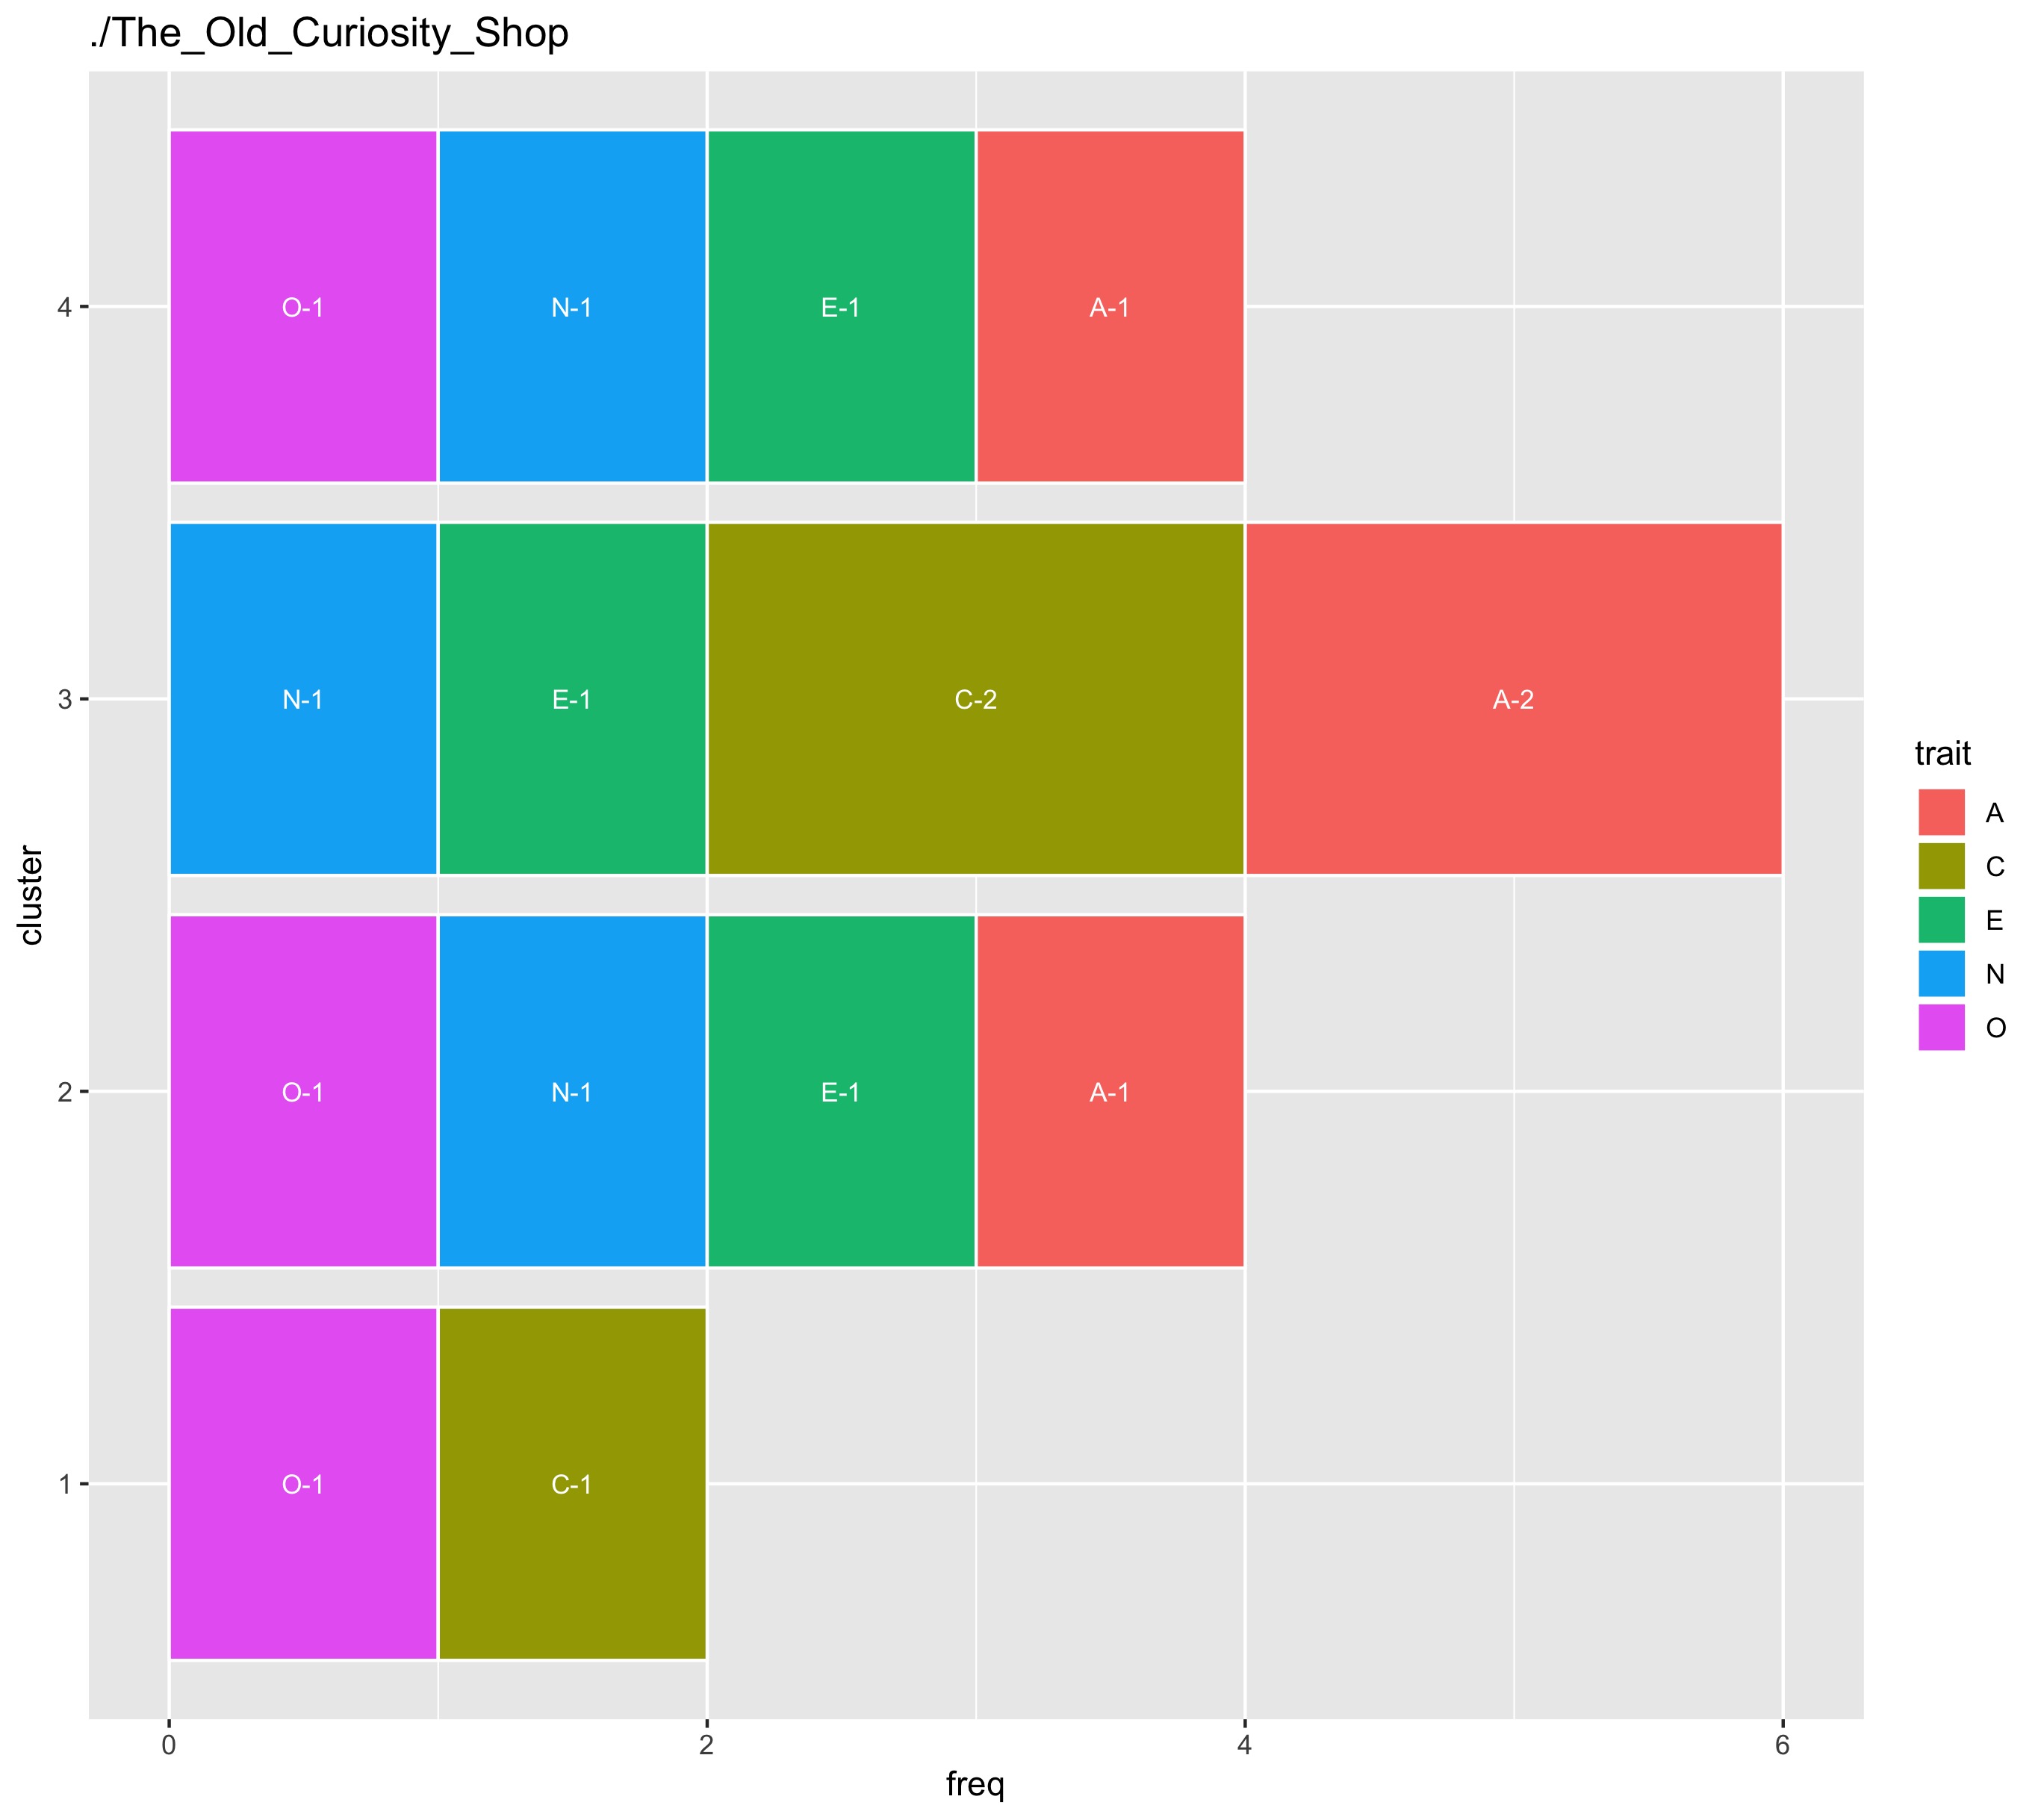 ./The_Old_Curiosity_Shop
4
O-1 N-1 E-1 A-1
3
N-1 E-1 C-2 A-2
2
O-1 N-1 E-1 A-1
1
O-1 C-1
0 2 4 6
freq
cluster
trait
A
C
E
N
O